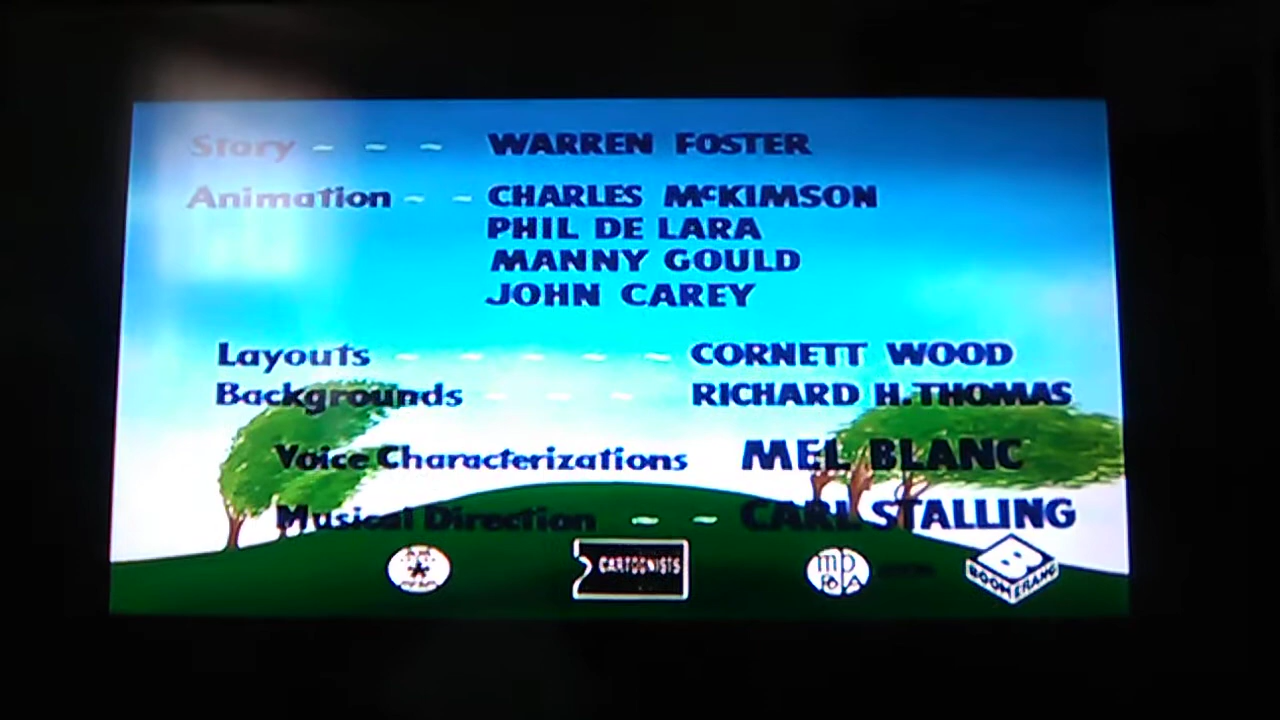 Story ~ ~ ~ WARREN FOSTER
Animation ~ ~ CHARLES McKIMSON
PHIL DE LARA
MANNY GOULD
JOHN CAREY
Layouts ~ ~ ~ ~ ~ CORNETT WOOD
Backgrounds ~ ~ ~ RICHARD H. THOMAS
Voice Characterizations MEL BLANC
Musical Direction ~ ~ CARL STALLING
CARTOONISTS
BOOMERANG